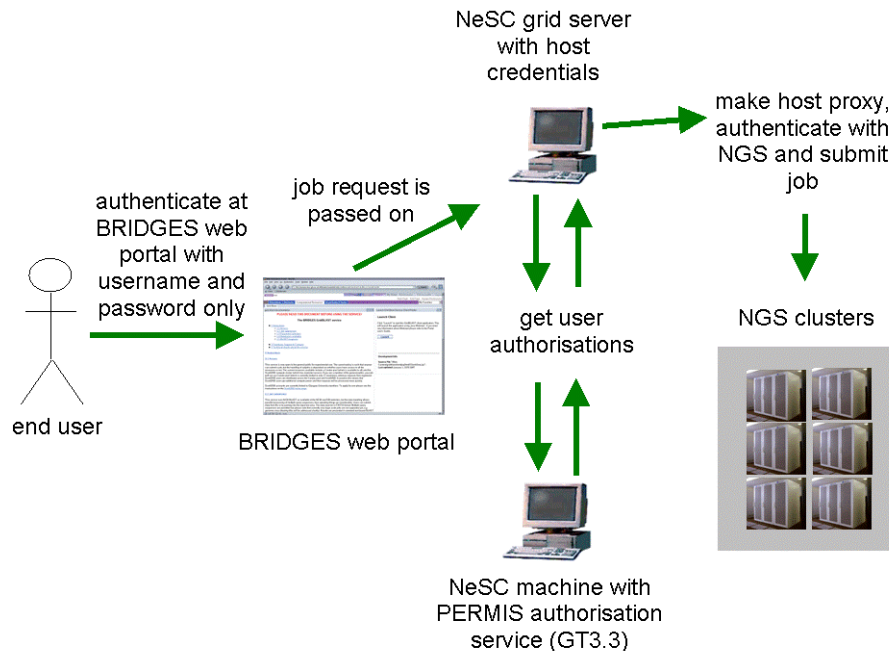 NeSC grid server
with host
credentials
make host proxy,
authenticate with
NGS and submit
job
job request is
passed on
authenticate at
BRIDGES web
portal with
username and
password only
get user
authorisations
NGS clusters
end user
BRIDGES web portal
NeSC machine with
PERMIS authorisation
service (GT3.3)